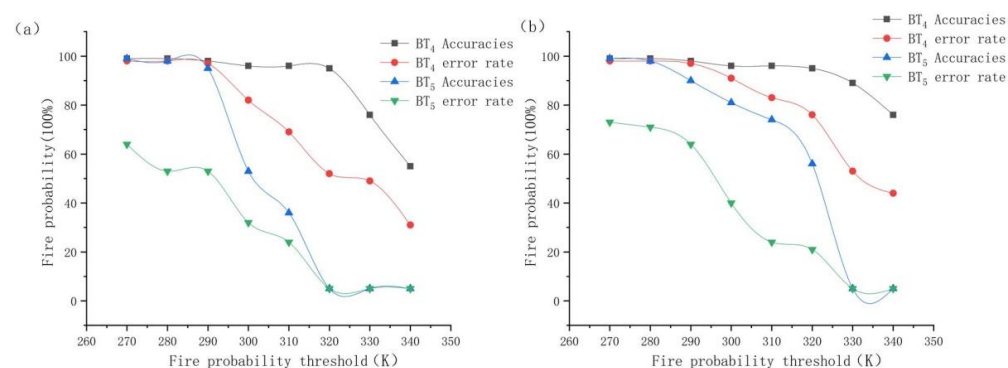 (a)
BT4 Accuracies
BT4 error rate
BT5 Accuracies
BT5 error rate
Fire probability(100%)
100
80
60
40
20
0
260 270 280 290 300 310 320 330 340 350
Fire probability threshold(K)
(b)
BT4 Accuracies
BT4 error rate
BT5 Accuracies
BT5 error rate
Fire probability(100%)
100
80
60
40
20
0
260 270 280 290 300 310 320 330 340 350
Fire probability threshold(K)